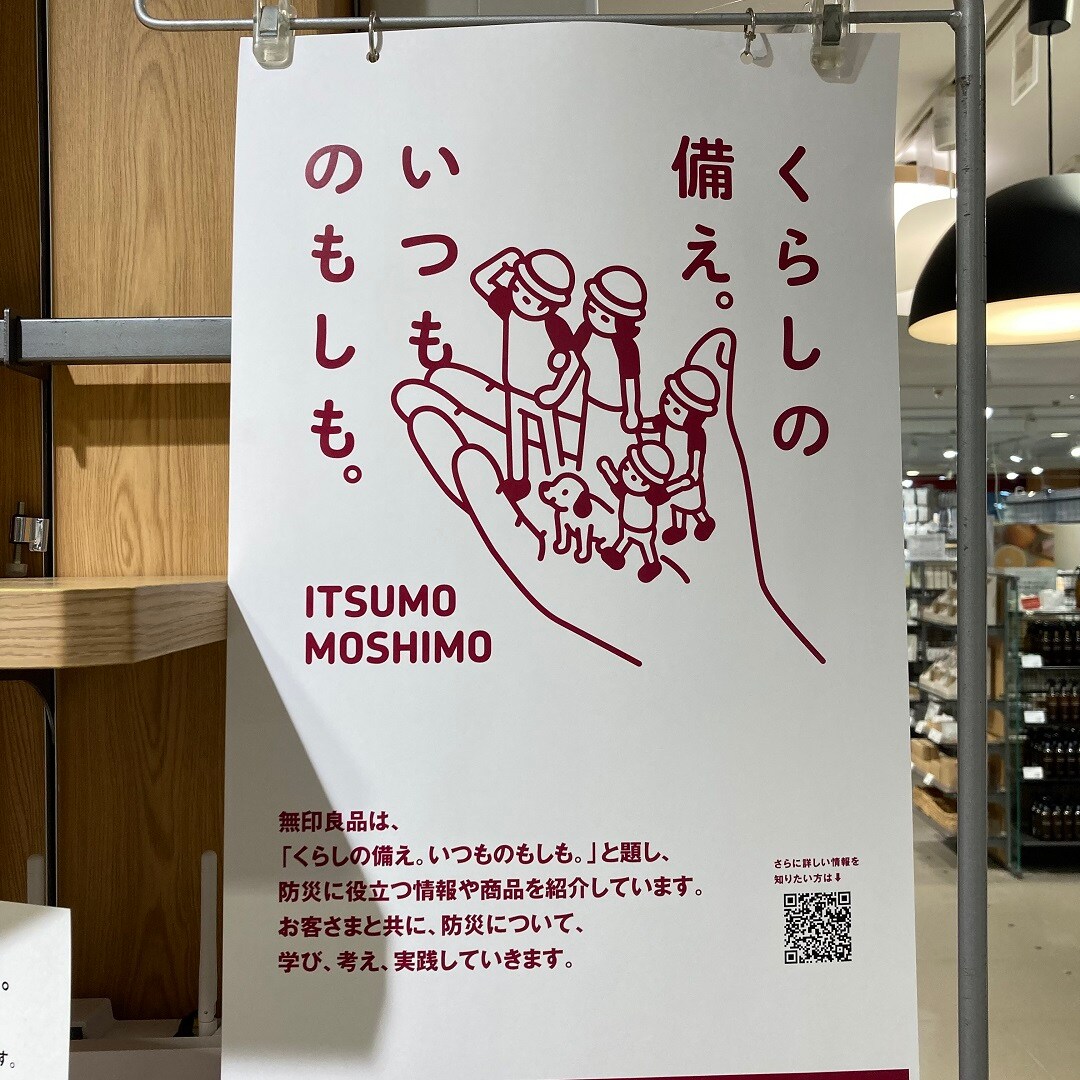 くらしの
備え。
いつも
のもしも。
ITSUMO
MOSHIMO
無印良品は、
「くらしの備え。いつものもしも。」と題し、
防災に役立つ情報や商品を紹介しています。
お客さまと共に、防災について、
学び、考え、実践していきます。
さらに詳しい情報を
知りたい方は⬇
。
す。